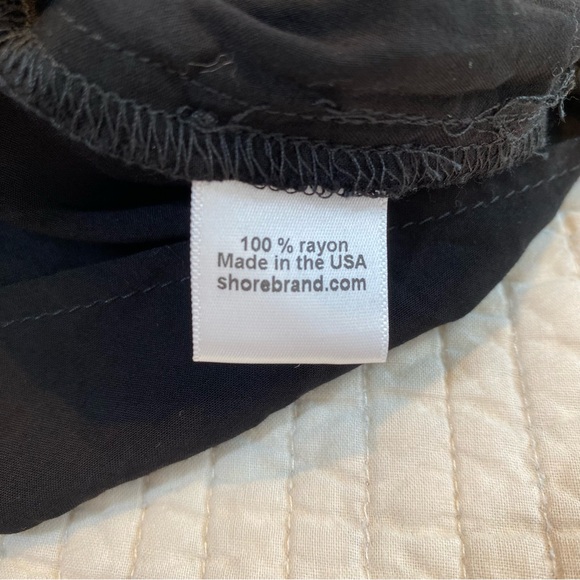 100 % rayon
Made in the USA
shorebrand.com